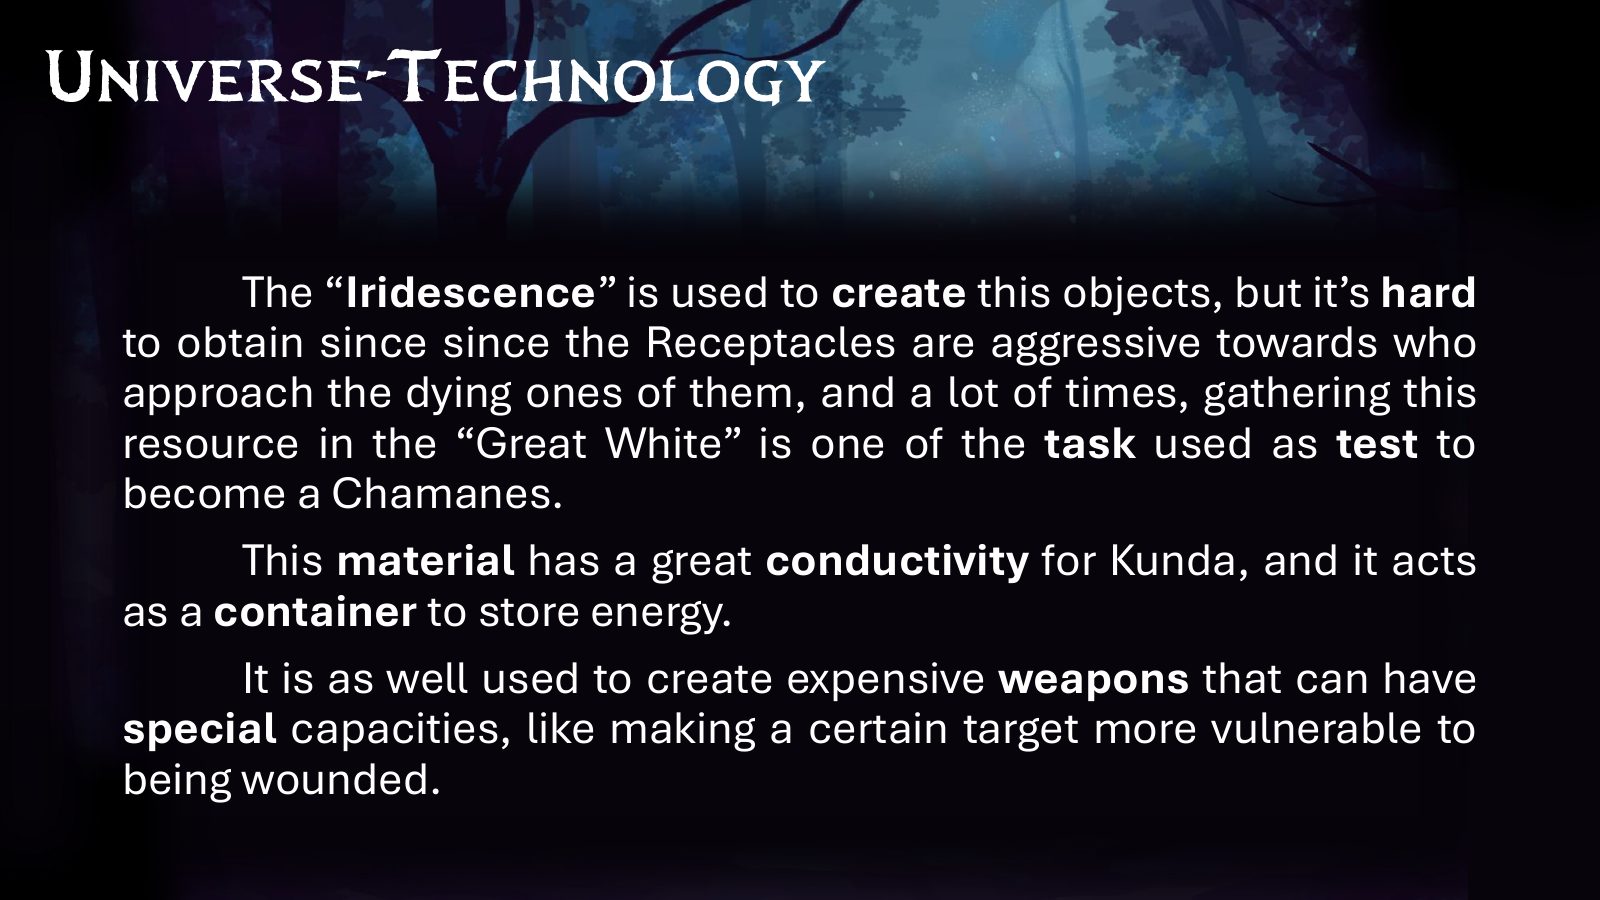 Universe-Technology
The “Iridescence” is used to create this objects, but it’s hard
to obtain since since the Receptacles are aggressive towards who
approach the dying ones of them, and a lot of times, gathering this
resource in the “Great White” is one of the task used as test to
become a Chamanes.
This material has a great conductivity for Kunda, and it acts
as a container to store energy.
It is as well used to create expensive weapons that can have
special capacities, like making a certain target more vulnerable to
being wounded.